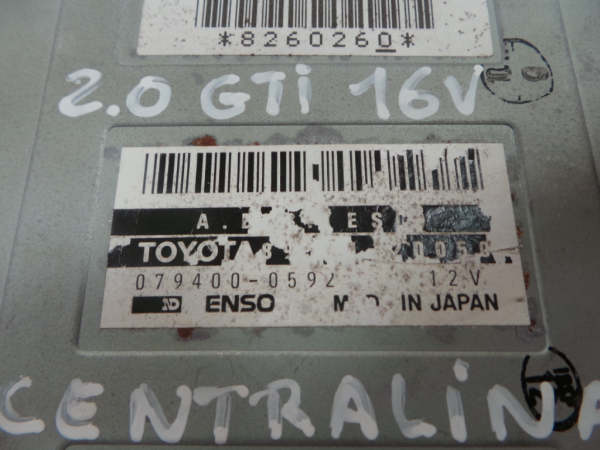 *8260260*
2.0 GTi 16V
TOYOTA
079400-0592 12V
ENSO IN JAPAN
CENTRALINA